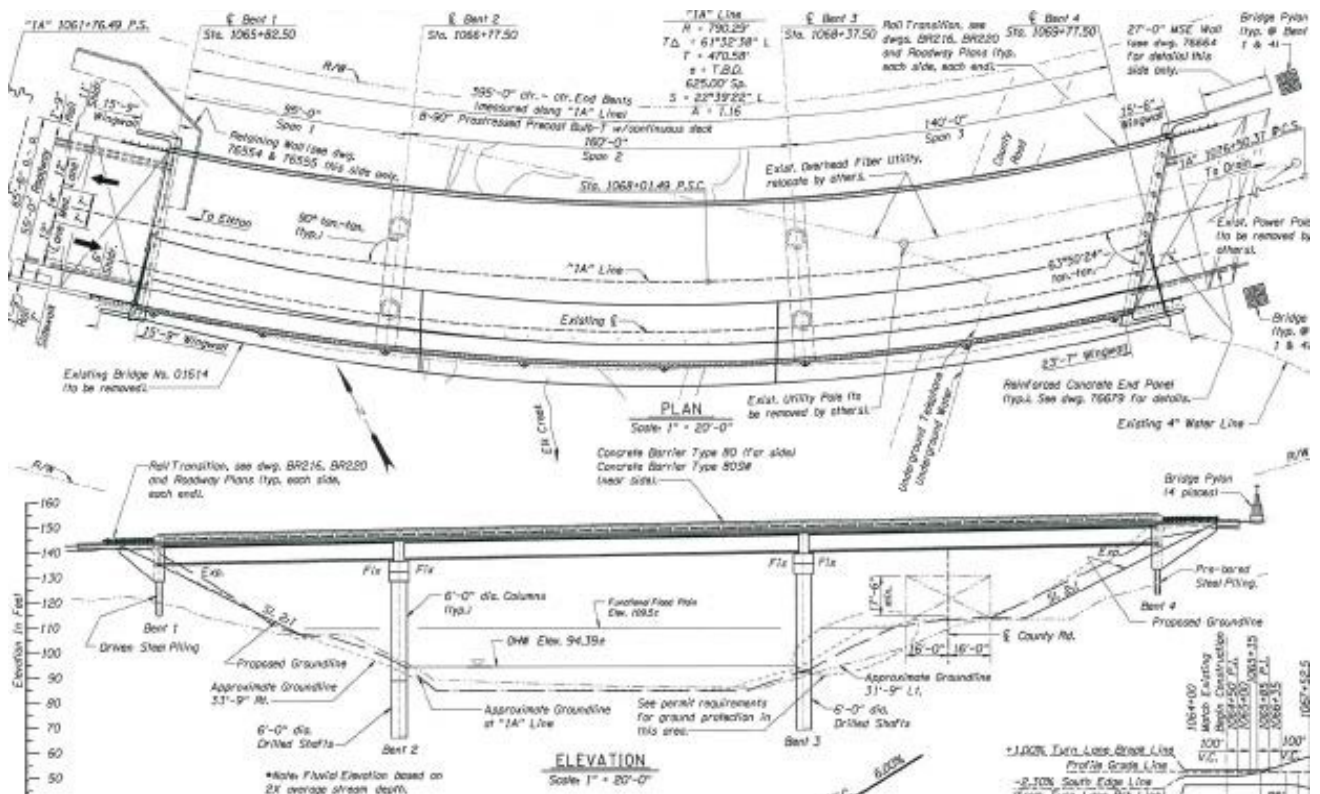 "1A" 1061+76.49 P.S.
℄ Bent 1
Sta. 1065+82.50
℄ Bent 2
Sta. 1066+77.50
"1A" Line
R = 790.29'
T = 470.58'
e = T.B.D.
625.00' Sp.
S = 22°39'22" L
A = 1.16
℄ Bent 3
Sta. 1068+37.50
Rail Transition, see
dwgs. BR216, BR220
and Roadway Plans (typ.
each side, each end).
℄ Bent 4
Sta. 1069+77.50
27'-0" MSE Wall
(see dwg. 76664
for details) this
side only.
Bridge Pylon
(typ. @ Bent
1 & 4)
R/W
395'-0" ctr. - ctr. End Bents
(measured along "1A" Line)
8-90" Prestressed Precast Bulb-T w/continuous deck
95'-0"
Span 1
160'-0"
Span 2
140'-0"
Span 3
15'-9"
Wingwall
Retaining Wall (see dwg.
76554 & 76555 this side only.
Sta. 1068+01.49 P.S.C.
Exist. Overhead Fiber Utility,
relocate by others.
County
Road
15'-6"
Wingwall
To Drain
To Elkton
90° tan.-tan.
(typ.)
"1A" Line
63°50'24"
tan.-tan.
Exist. Power Pole
(to be removed by
others).
Existing ℄
15'-9" Wingwall
Existing Bridge No. 01614
(to be removed).
Elk Creek
PLAN
Scale: 1" = 20'-0"
Exist. Utility Pole (to
be removed by others).
Underground Telephone
Underground Water
23'-7" Wingwall
Bridge
(typ. @
1 & 4)
Reinforced Concrete End Panel
(typ.). See dwg. 76679 for details.
Existing 4" Water Line
R/W
Rail Transition, see dwg. BR216, BR220
and Roadway Plans (typ. each side,
each end).
Concrete Barrier Type 80 (far side)
Concrete Barrier Type 80SW
(near side).
R/W
Bridge Pylon
(4 places)
Elevation in Feet
160
150
140
130
120
110
100
90
80
70
60
50
Exp.
Fix
Fix
Fix
Fix
Exp.
Sl. 2:1
Bent 1
Driven Steel Piling
Proposed Groundline
Approximate Groundline
33'-9" Rt.
6'-0" dia.
Drilled Shafts
Bent 2
6'-0" dia. Columns
(typ.)
Functional Flood Plain
OHW Elev. 94.39±
Approximate Groundline
at "1A" Line
See permit requirements
for ground protection in
this area.
17'-6"
min.
16'-0"
16'-0"
℄ County Rd.
Approximate Groundline
31'-9" Lt.
6'-0" dia.
Drilled Shafts
Bent 3
Pre-bored
Steel Piling.
Bent 4
Proposed Groundline
ELEVATION
Scale: 1" = 20'-0"
*Note: Fluvial Elevation based on
2X average stream depth.
6.00%
1064+00
Match Existing
Begin Construction
100'
V.C.
100'
V.C.
+1.00% Turn Lane Break Line
Profile Grade Line
-2.30% South Edge Line